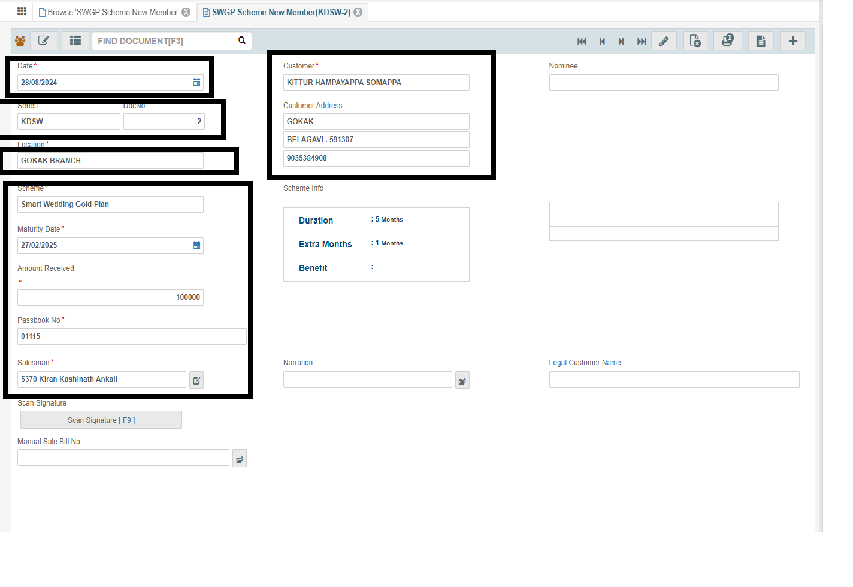 Browse 'SWGP Scheme New Member'
SWGP Scheme New Member[KDSW-2]
FIND DOCUMENT[F3]
Date *
28/08/2024
Customer *
KITTUR HAMPAYAPPA SOMAPPA
Nominee
Series
Doc No
KDSW
2
Customer Address
GOKAK
BELAGAVI . 591307
9035384908
Location *
GOKAK BRANCH
Scheme
Smart Wedding Gold Plan
Scheme Info
Duration : 5 Months
Extra Months : 1 Months
Benefit :
Maturity Date *
27/02/2025
Amount Received
*
100000
Passbook No *
01115
Salesman *
5370 Kiran Kashinath Ankali
Narration
Legal Customer Name
Scan Signature
Scan Signature [ F9 ]
Manual Sale Bill No